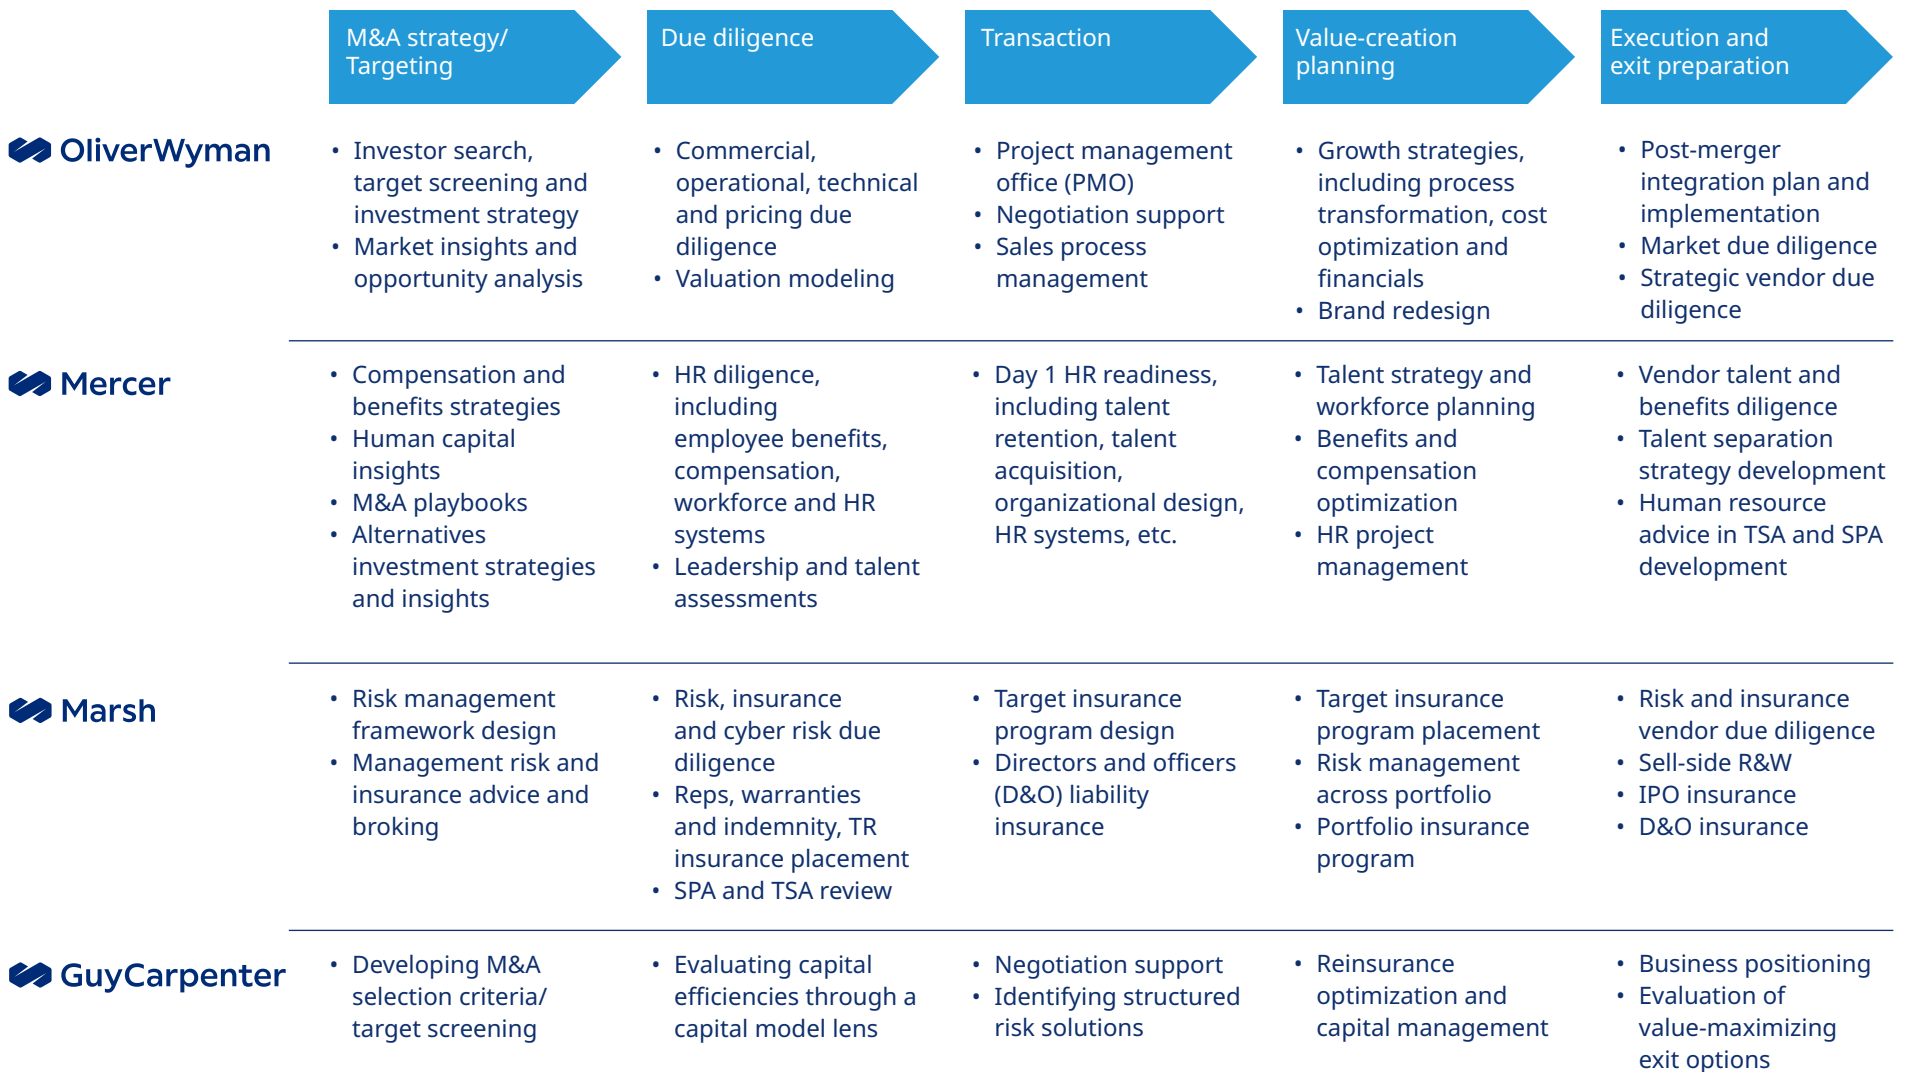 M&A strategy/
Targeting
Due diligence
Transaction
Value-creation
planning
Execution and
exit preparation
OliverWyman
• Investor search,
target screening and
investment strategy
• Market insights and
opportunity analysis
• Commercial,
operational, technical
and pricing due
diligence
• Valuation modeling
• Project management
office (PMO)
• Negotiation support
• Sales process
management
• Growth strategies,
including process
transformation, cost
optimization and
financials
• Brand redesign
• Post-merger
integration plan and
implementation
• Market due diligence
• Strategic vendor due
diligence
Mercer
• Compensation and
benefits strategies
• Human capital
insights
• M&A playbooks
• Alternatives
investment strategies
and insights
• HR diligence,
including
employee benefits,
compensation,
workforce and HR
systems
• Leadership and talent
assessments
• Day 1 HR readiness,
including talent
retention, talent
acquisition,
organizational design,
HR systems, etc.
• Talent strategy and
workforce planning
• Benefits and
compensation
optimization
• HR project
management
• Vendor talent and
benefits diligence
• Talent separation
strategy development
• Human resource
advice in TSA and SPA
development
Marsh
• Risk management
framework design
• Management risk and
insurance advice and
broking
• Risk, insurance
and cyber risk due
diligence
• Reps, warranties
and indemnity, TR
insurance placement
• SPA and TSA review
• Target insurance
program design
• Directors and officers
(D&O) liability
insurance
• Target insurance
program placement
• Risk management
across portfolio
• Portfolio insurance
program
• Risk and insurance
vendor due diligence
• Sell-side R&W
• IPO insurance
• D&O insurance
GuyCarpenter
• Developing M&A
selection criteria/
target screening
• Evaluating capital
efficiencies through a
capital model lens
• Negotiation support
• Identifying structured
risk solutions
• Reinsurance
optimization and
capital management
• Business positioning
• Evaluation of
value-maximizing
exit options